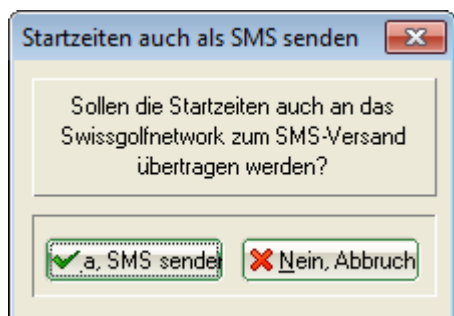 Startzeiten auch als SMS senden
Sollen die Startzeiten auch an das
Swissgolfnetwork zum SMS-Versand
übertragen werden?
a, SMS sende
Nein, Abbruch